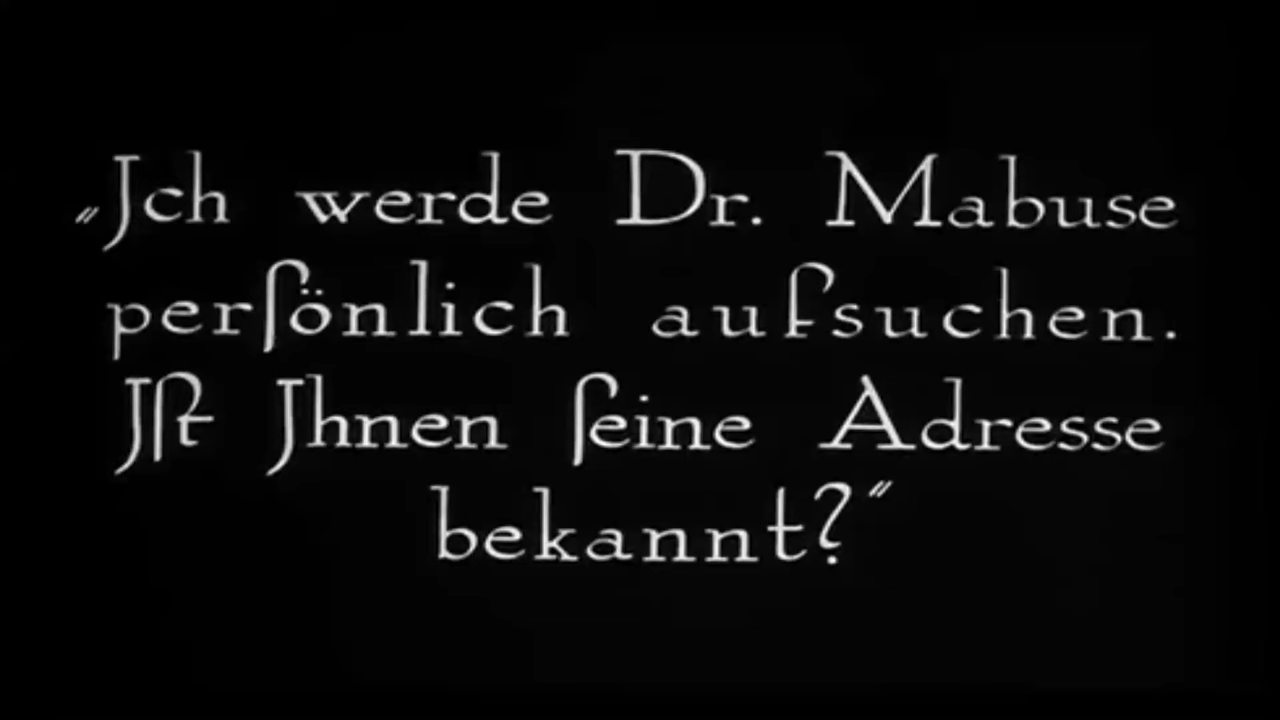 „Jch werde Dr. Mabuse
perſönlich aufsuchen.
Jſt Jhnen ſeine Adresse
bekannt?“